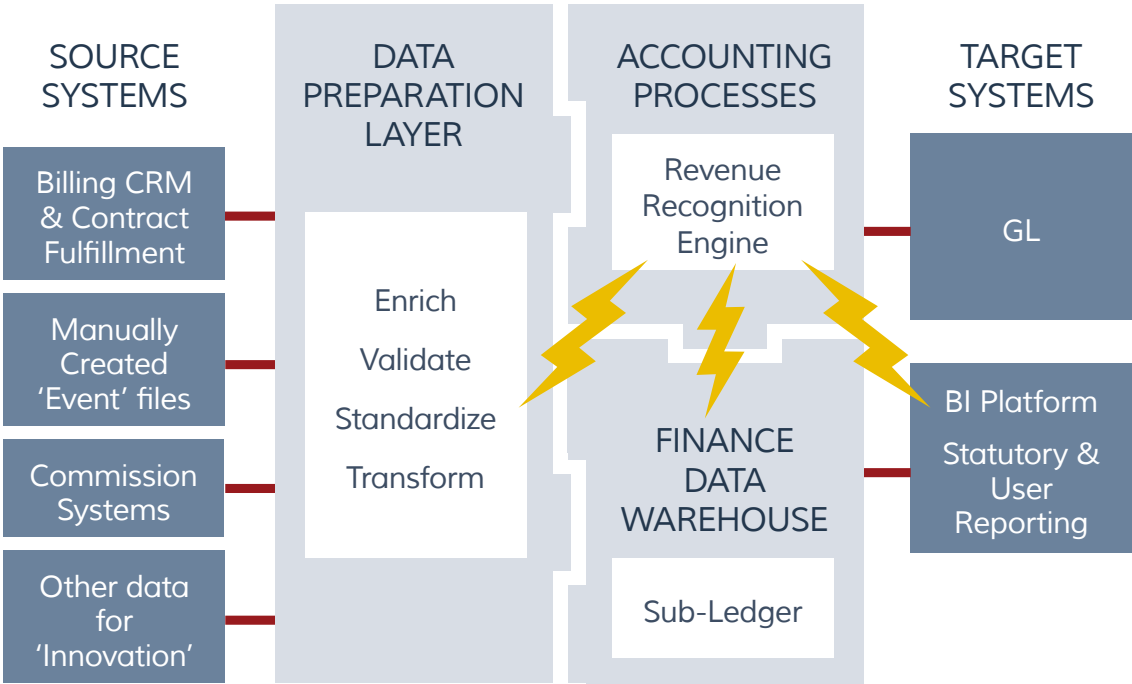 SOURCE
SYSTEMS
Billing CRM
& Contract
Fulfillment
Manually
Created
‘Event’ files
Commission
Systems
Other data
for
‘Innovation’
DATA
PREPARATION
LAYER
Enrich
Validate
Standardize
Transform
ACCOUNTING
PROCESSES
Revenue
Recognition
Engine
FINANCE
DATA
WAREHOUSE
Sub-Ledger
TARGET
SYSTEMS
GL
BI Platform
Statutory &
User
Reporting